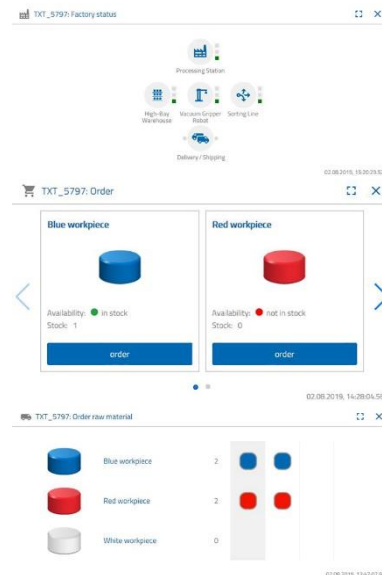 TXT_5797: Factory status
Processing Station
High-Bay Warehouse
Vacuum Gripper Robot
Sorting Line
Delivery / Shipping
TXT_5797: Order
Blue workpiece
Red workpiece
Availability: in stock
Availability: not in stock
Stock: 1
Stock: 0
order
order
02.08.2019, 14:28:04.59
TXT_5797: Order raw material
Blue workpiece 2
Red workpiece 2
White workpiece 0